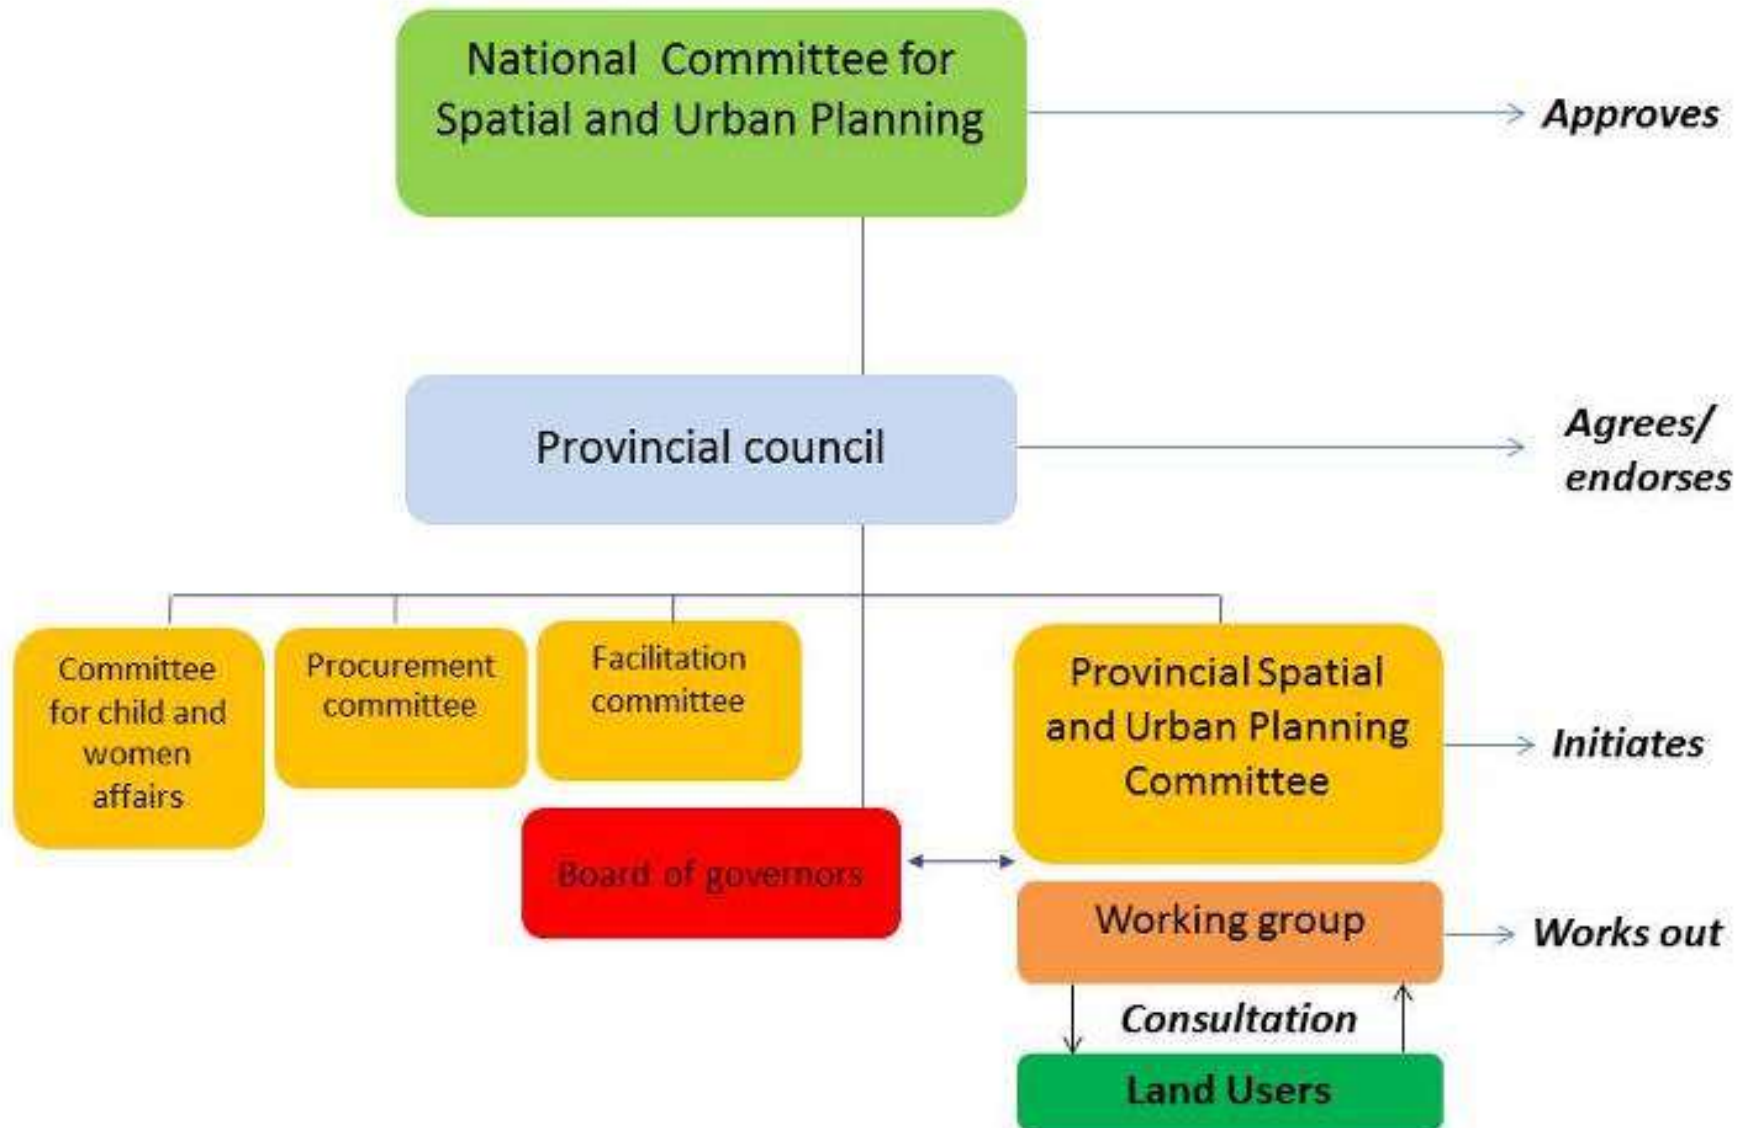 National Committee for
Spatial and Urban Planning
Approves
Provincial council
Agrees/
endorses
Committee
for child and
women
affairs
Procurement
committee
Facilitation
committee
Provincial Spatial
and Urban Planning
Committee
Initiates
Board of governors
Working group
Works out
Consultation
Land Users